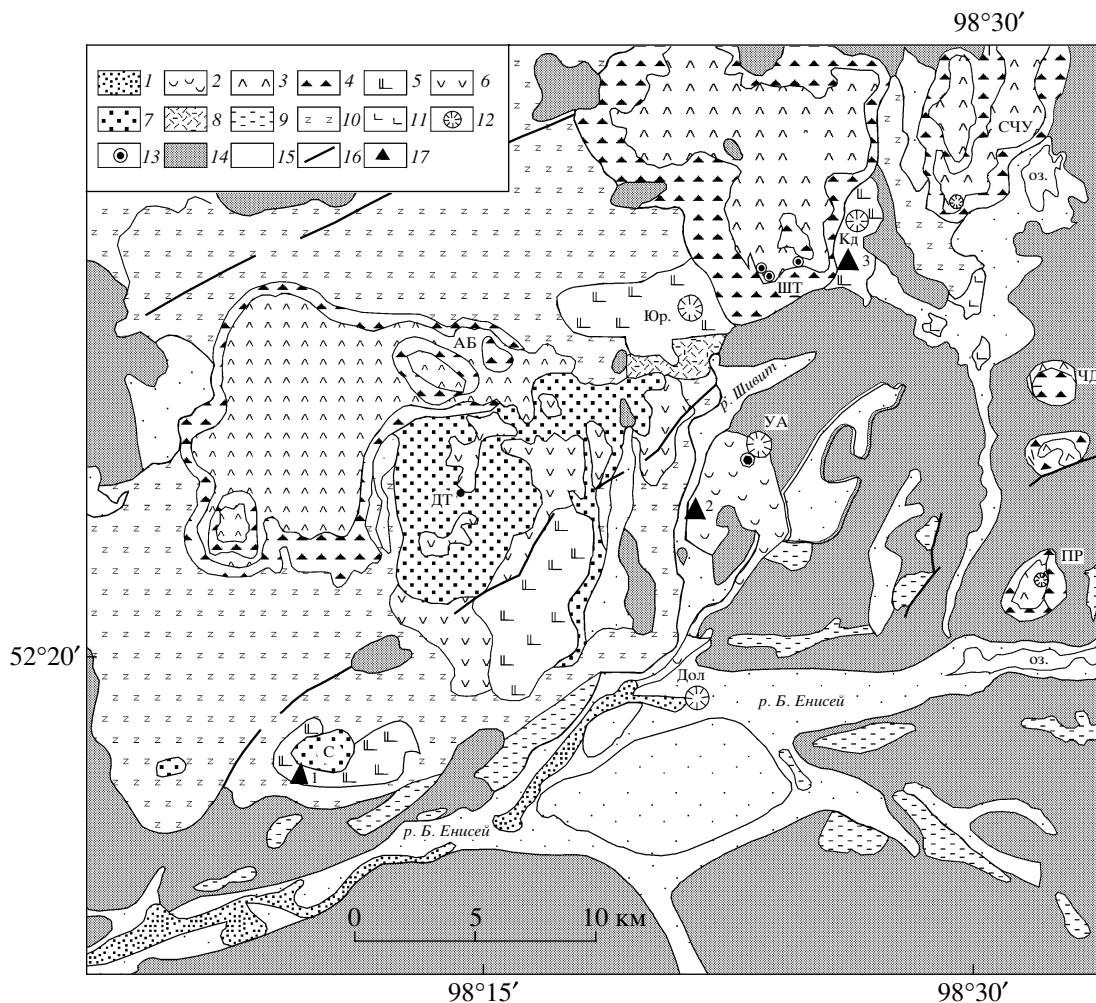 98°30′
1 2 3 4 5 6
7 8 9 10 11 12
13 14 15 16 17
СЧУ
оз.
Кд
3
ШТ
Юр.
АБ
ЧД
р. Шивит
УА
ДТ
2
ПР
52°20′
оз.
Дол
р. Б. Енисей
С
1
р. Б. Енисей
0 5 10 км
98°15′ 98°30′